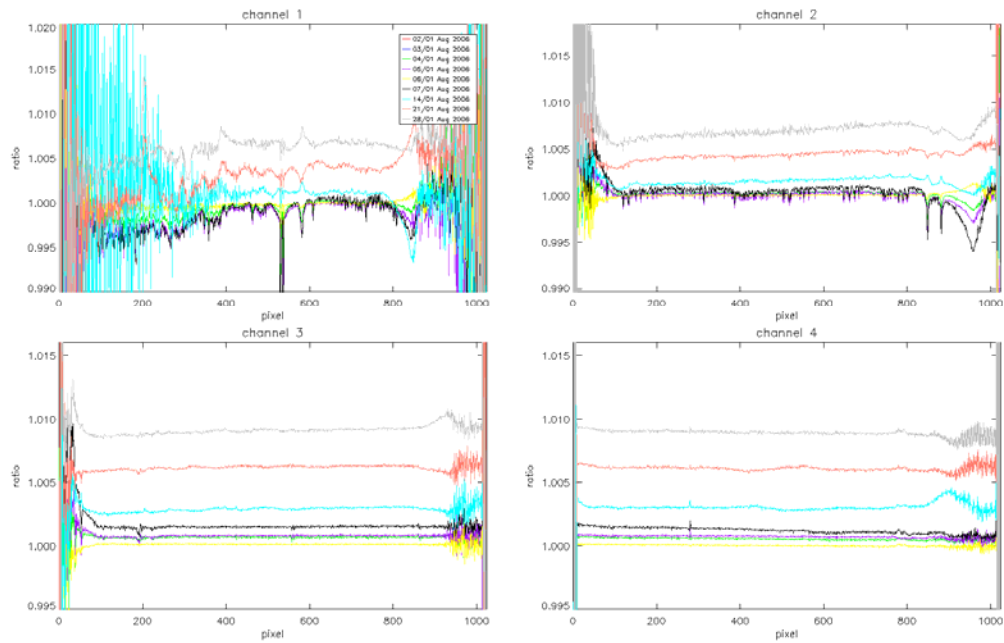 channel 1
1.020
1.015
1.010
1.005
1.000
0.995
0.990
ratio
0 200 400 600 800 1000
pixel
02/01 Aug 2006
03/01 Aug 2006
04/01 Aug 2006
05/01 Aug 2006
06/01 Aug 2006
07/01 Aug 2006
14/01 Aug 2006
21/01 Aug 2006
28/01 Aug 2006
channel 2
1.015
1.010
1.005
1.000
0.995
0.990
ratio
0 200 400 600 800 1000
pixel
channel 3
1.015
1.010
1.005
1.000
0.995
ratio
0 200 400 600 800 1000
pixel
channel 4
1.015
1.010
1.005
1.000
0.995
ratio
0 200 400 600 800 1000
pixel